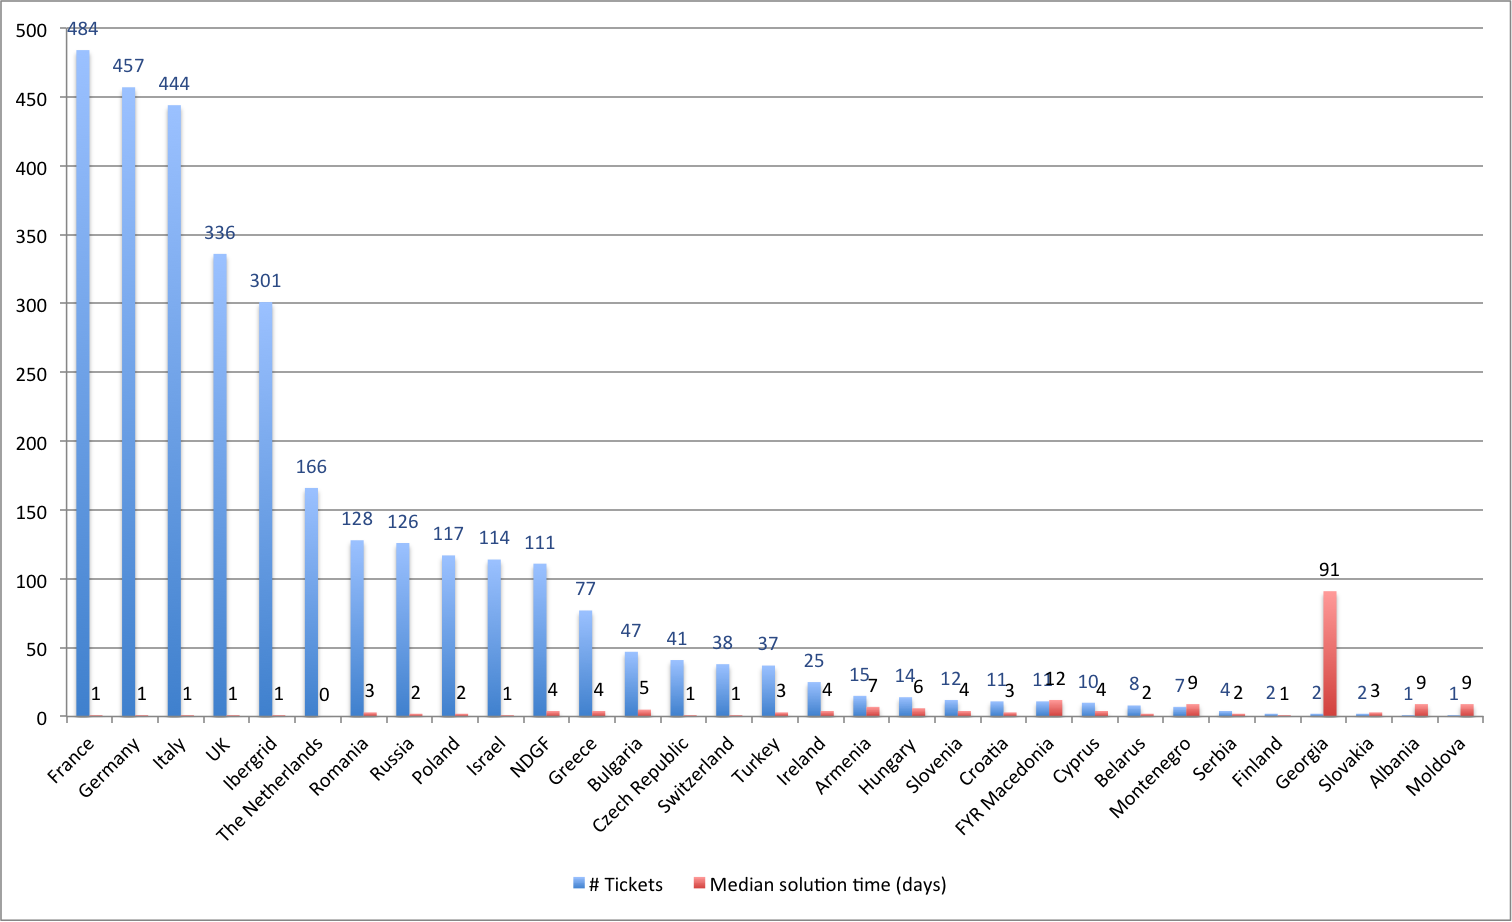 500
450
400
350
300
250
200
150
100
50
0
484
457
444
336
301
166
128
126
117
114
111
77
47
41
38
37
25
15
14
12
11
11
10
8
7
4
2
2
2
1
1
1
1
1
1
1
0
3
2
2
1
4
4
5
1
1
3
4
7
6
4
3
12
4
2
9
2
1
91
3
9
9
France
Germany
Italy
UK
Ibergrid
The Netherlands
Romania
Russia
Poland
Israel
NDGF
Greece
Bulgaria
Czech Republic
Switzerland
Turkey
Ireland
Armenia
Hungary
Slovenia
Croatia
FYR Macedonia
Cyprus
Belarus
Montenegro
Serbia
Finland
Georgia
Slovakia
Albania
Moldova
# Tickets
Median solution time (days)